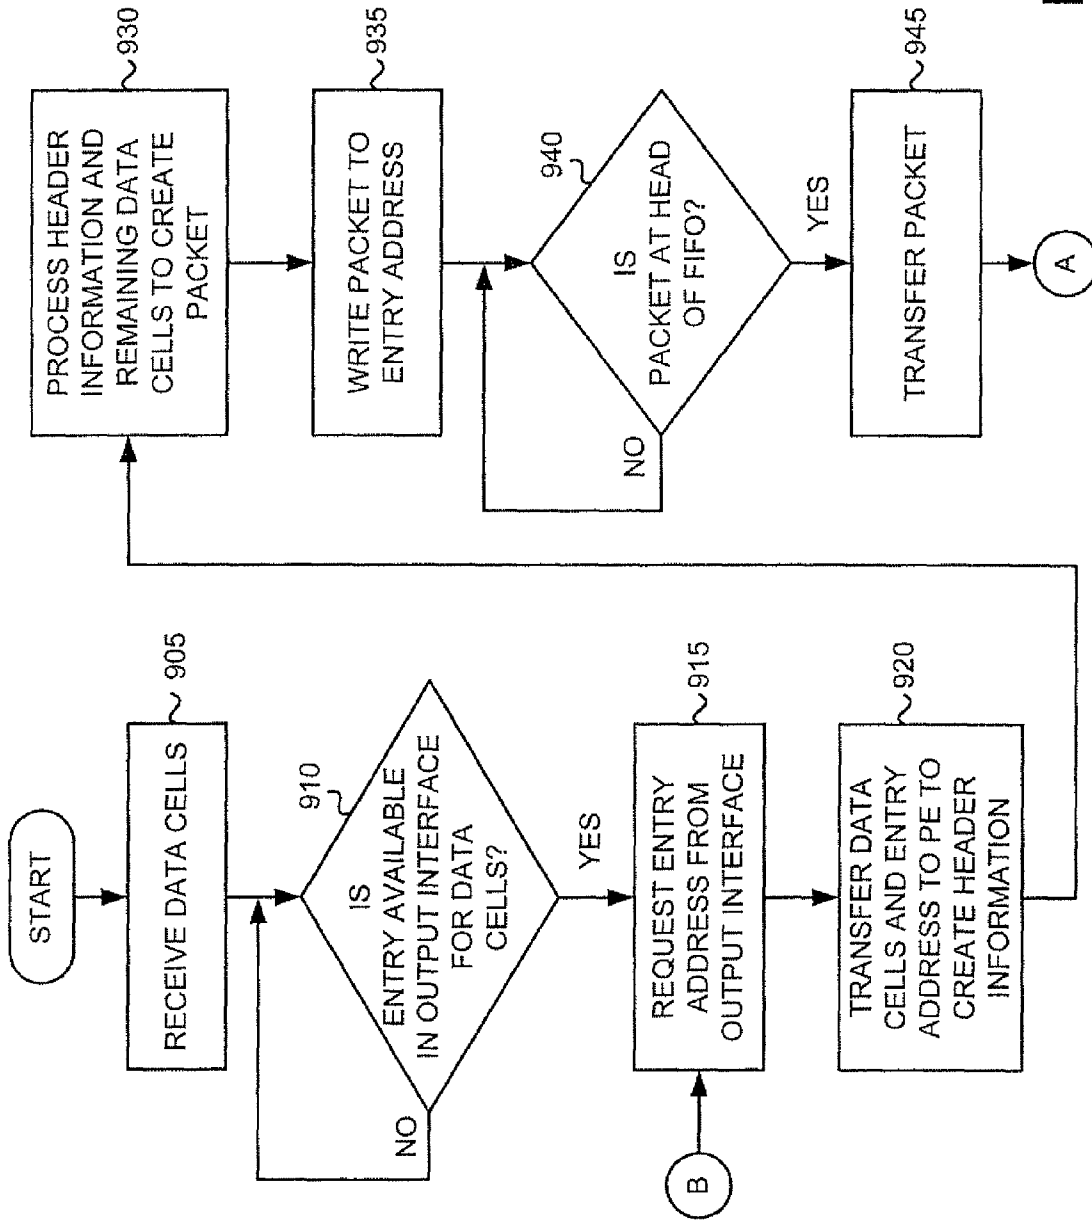 START
RECEIVE DATA CELLS
905
IS
ENTRY AVAILABLE
IN OUTPUT INTERFACE
FOR DATA
CELLS?
910
NO
YES
B
REQUEST ENTRY
ADDRESS FROM
OUTPUT INTERFACE
915
TRANSFER DATA
CELLS AND ENTRY
ADDRESS TO PE TO
CREATE HEADER
INFORMATION
920
PROCESS HEADER
INFORMATION AND
REMAINING DATA
CELLS TO CREATE
PACKET
930
WRITE PACKET TO
ENTRY ADDRESS
935
IS
PACKET AT HEAD
OF FIFO?
940
NO
YES
TRANSFER PACKET
945
A